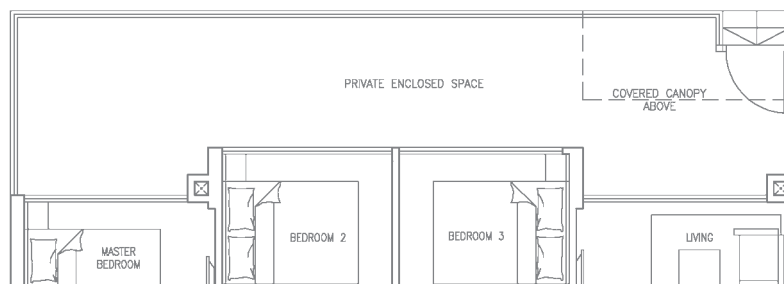 PRIVATE ENCLOSED SPACE
COVERED CANOPY
ABOVE
MASTER
BEDROOM
BEDROOM 2
BEDROOM 3
LIVING